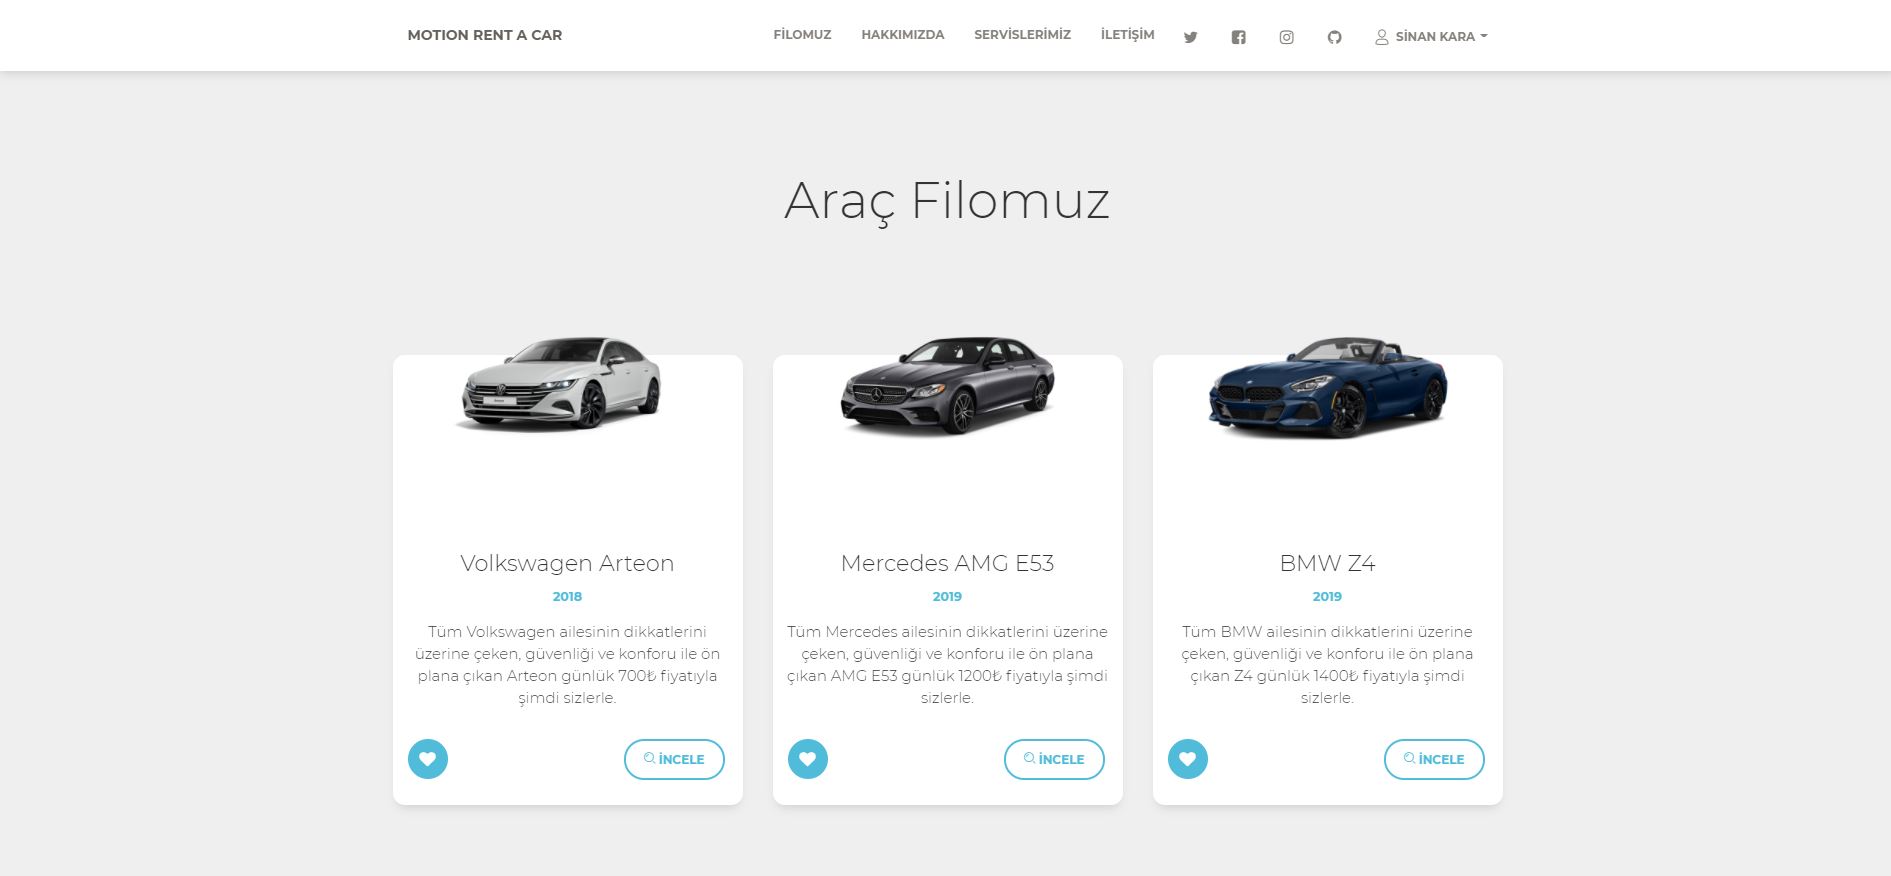 MOTION RENT A CAR
FİLOMUZ
HAKKIMIZDA
SERVİSLERİMİZ
İLETİŞİM
SİNAN KARA
Araç Filomuz
Volkswagen Arteon
2018
Tüm Volkswagen ailesinin dikkatlerini
üzerine çeken, güvenliği ve konforu ile ön
plana çıkan Arteon günlük 700₺ fiyatıyla
şimdi sizlerle.
İNCELE
Mercedes AMG E53
2019
Tüm Mercedes ailesinin dikkatlerini üzerine
çeken, güvenliği ve konforu ile ön plana
çıkan AMG E53 günlük 1200₺ fiyatıyla şimdi
sizlerle.
İNCELE
BMW Z4
2019
Tüm BMW ailesinin dikkatlerini üzerine
çeken, güvenliği ve konforu ile ön plana
çıkan Z4 günlük 1400₺ fiyatıyla şimdi
sizlerle.
İNCELE